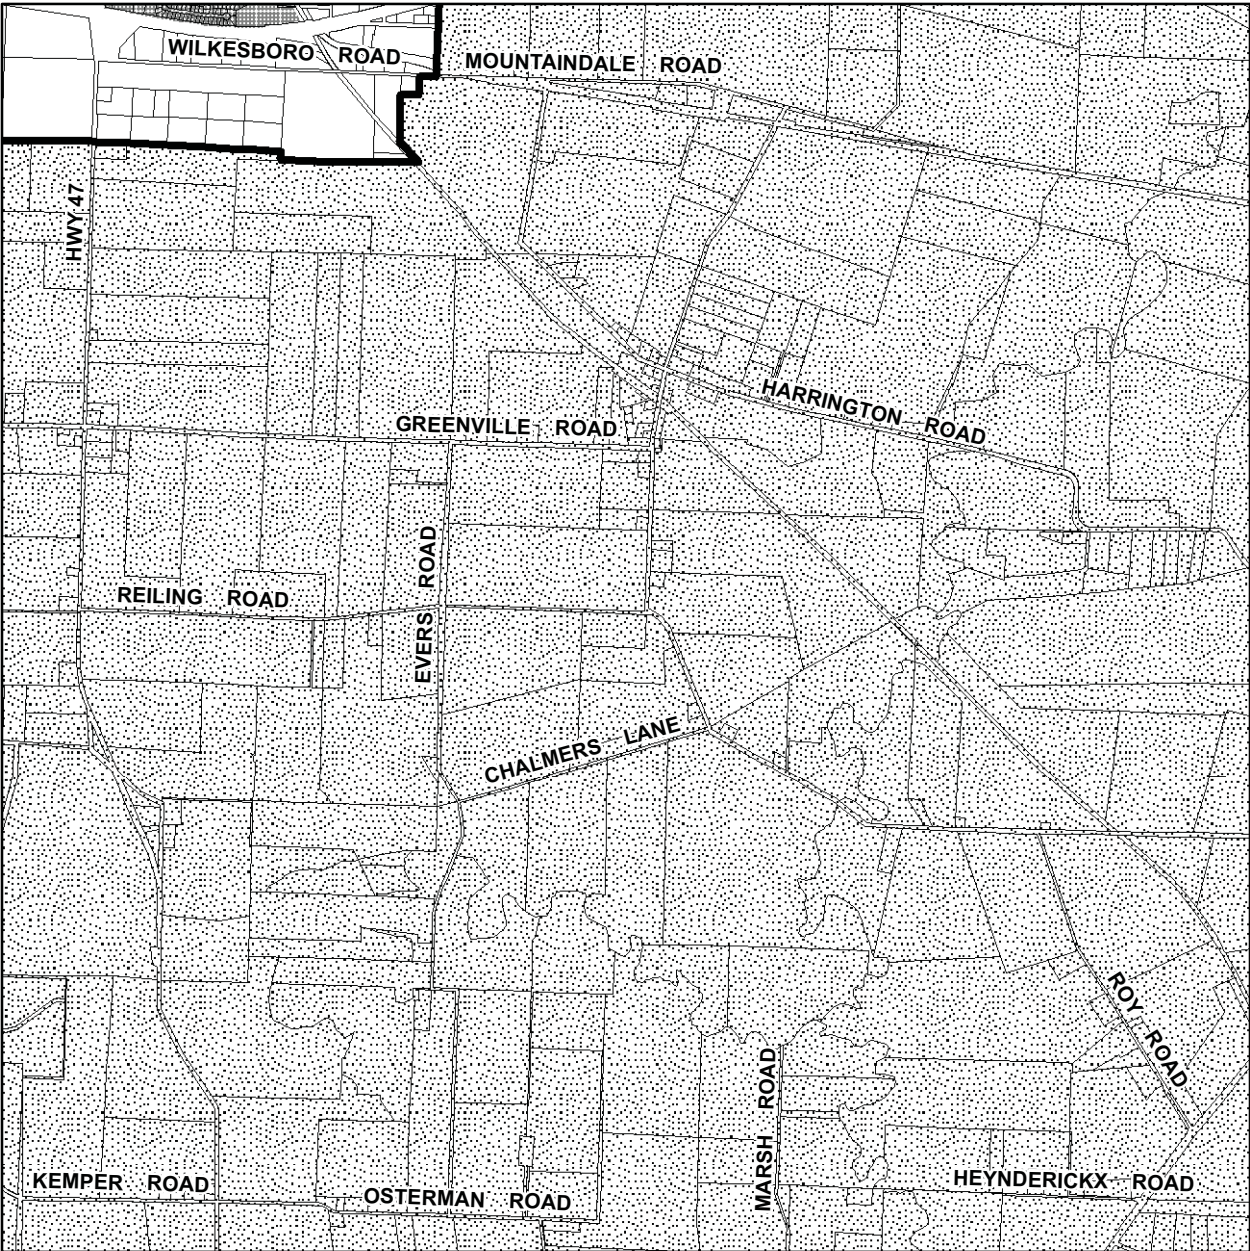 WILKESBORO ROAD
MOUNTAINDALE ROAD
HWY 47
HARRINGTON ROAD
GREENVILLE ROAD
EVERS ROAD
REILING ROAD
CHALMERS LANE
ROY ROAD
MARSH ROAD
KEMPER ROAD
OSTERMAN ROAD
HEYNDERICKX ROAD